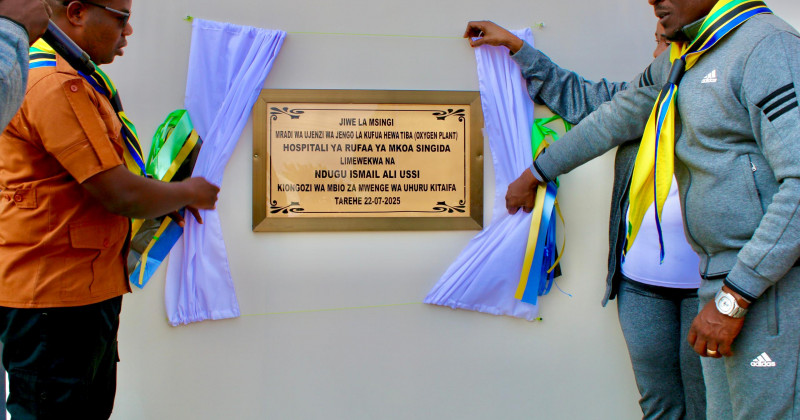 JIWE LA MSINGI
MRADI WA UJENZI WA JENGO LA KUFUA HEWA TIBA (OXYGEN PLANT)
HOSPITALI YA RUFAA YA MKOA SINGIDA
LIMEWEKWA NA
NDUGU ISMAIL ALI USSI
KIONGOZI WA MBIO ZA MWENGE WA UHURU KITAIFA
TAREHE 22-07-2025
adidas